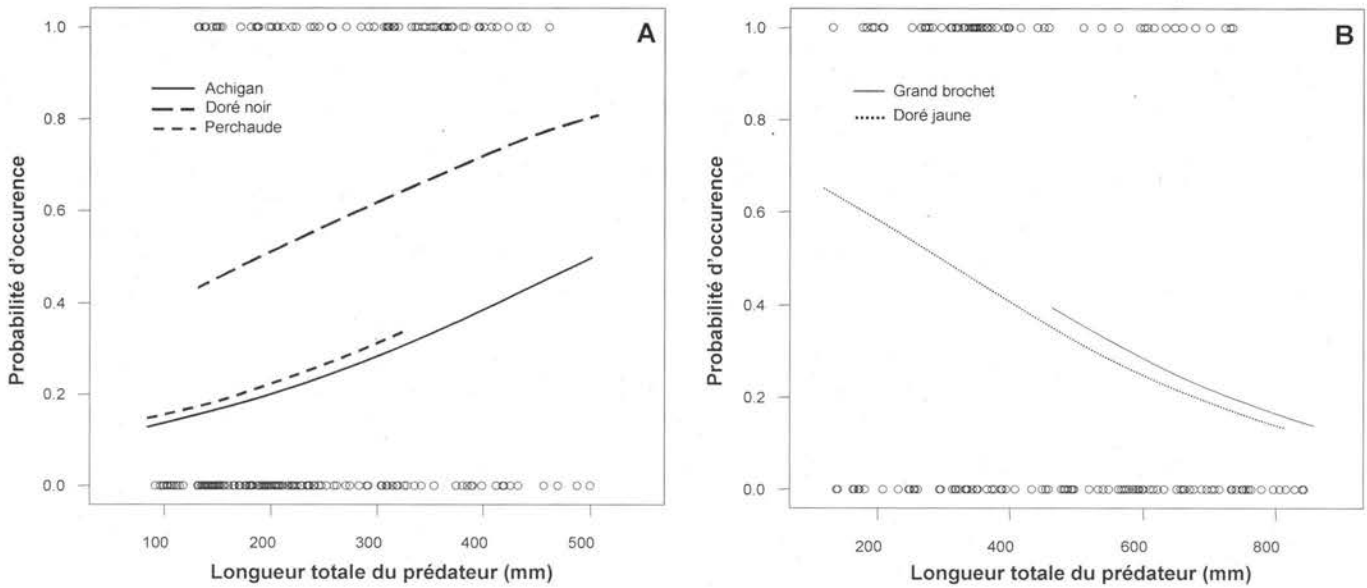 A
Probabilité d'occurence
1.0
0.8
0.6
0.4
0.2
0.0
Achigan
Doré noir
Perchaude
100
200
300
400
500
Longueur totale du prédateur (mm)
B
Probabilité d'occurence
1.0
0.8
0.6
0.4
0.2
0.0
Grand brochet
Doré jaune
200
400
600
800
Longueur totale du prédateur (mm)